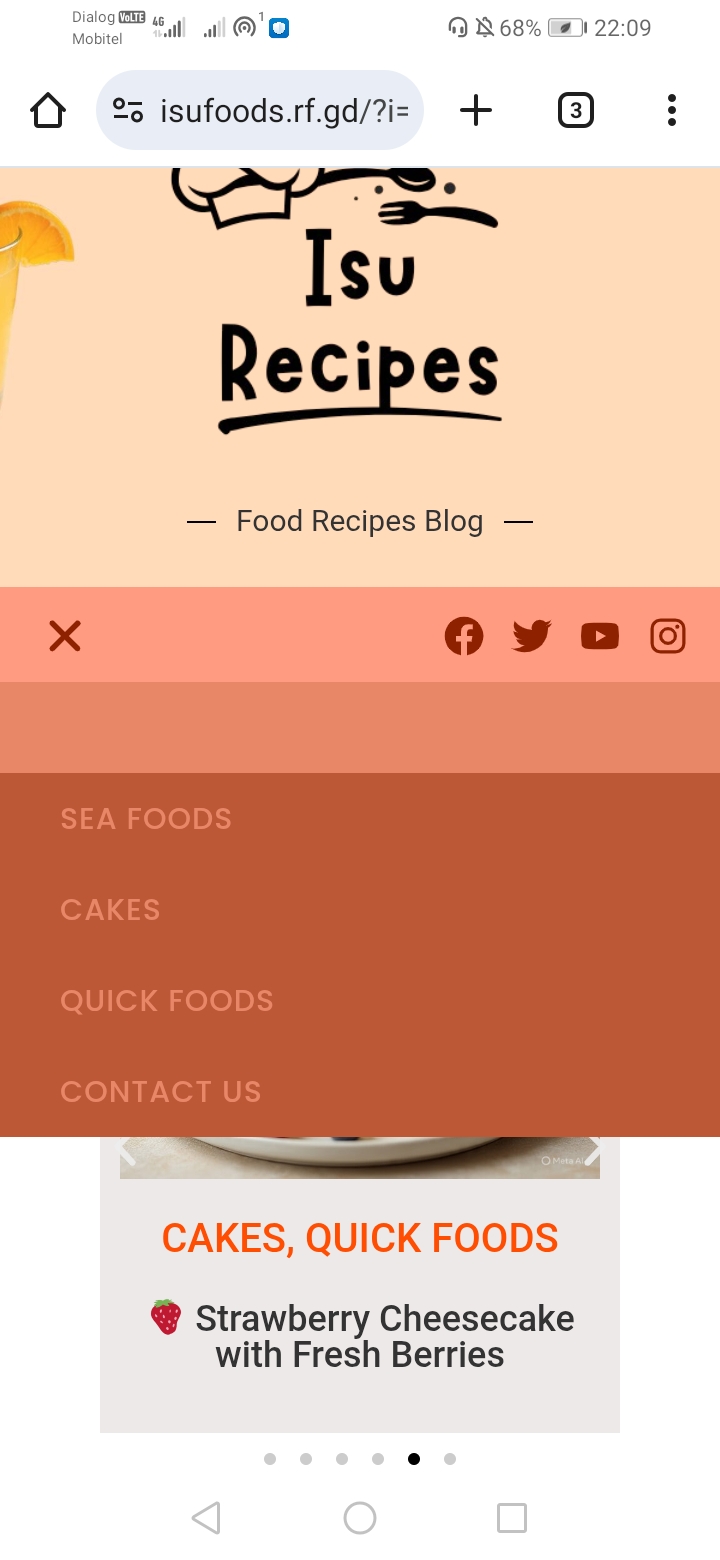 Dialog VoLTE 4G 1 68% 22:09
Mobitel
isufoods.rf.gd/?i= 3
Isu
Recipes
Food Recipes Blog
SEA FOODS
CAKES
QUICK FOODS
CONTACT US
Meta AI
CAKES, QUICK FOODS
Strawberry Cheesecake
with Fresh Berries